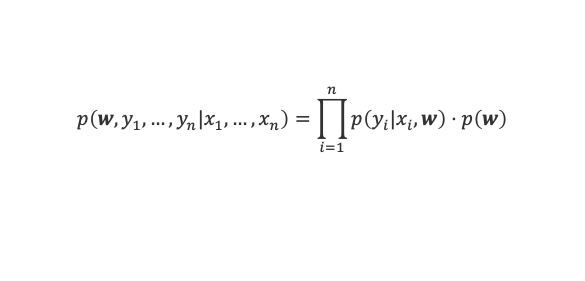 p(w, y₁, …, yₙ|x₁, …, xₙ) = ∏ᵢ₌₁ⁿ p(yᵢ|xᵢ, w) · p(w)